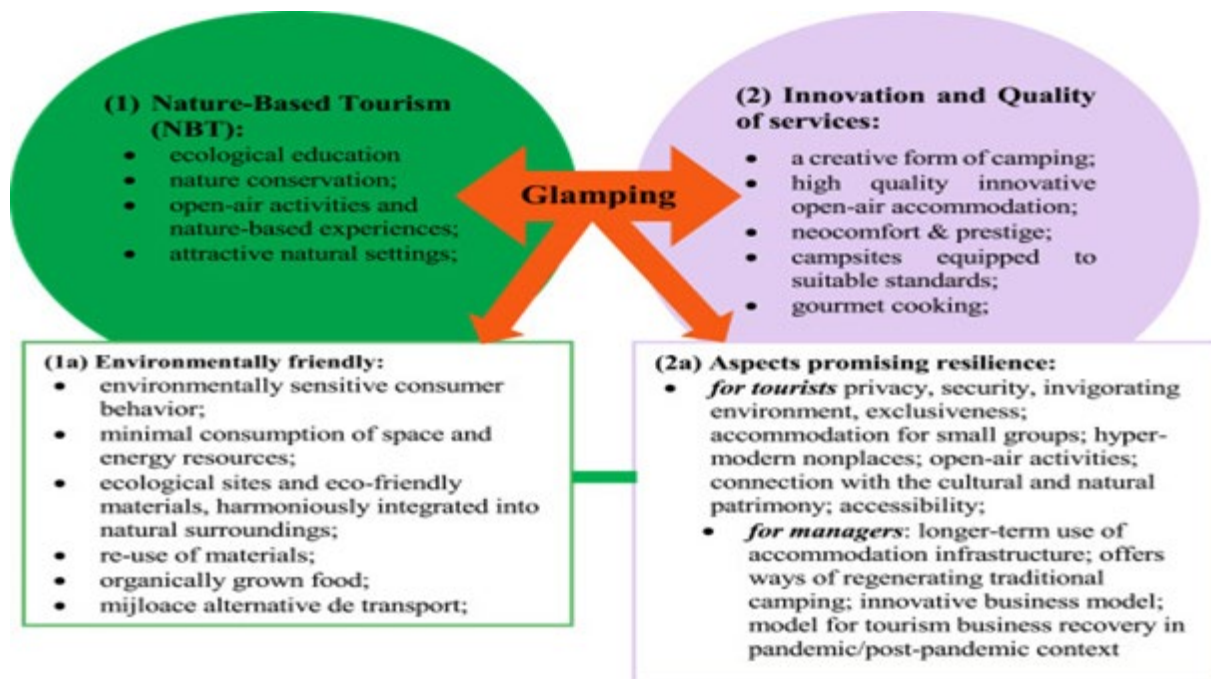 (1) Nature-Based Tourism
(NBT):
• ecological education
• nature conservation;
• open-air activities and
nature-based experiences;
• attractive natural settings;
Glamping
(2) Innovation and Quality
of services:
• a creative form of camping;
• high quality innovative
open-air accommodation;
• neocomfort & prestige;
• campsites equipped to
suitable standards;
• gourmet cooking;
(1a) Environmentally friendly:
• environmentally sensitive consumer
behavior;
• minimal consumption of space and
energy resources;
• ecological sites and eco-friendly
materials, harmoniously integrated into
natural surroundings;
• re-use of materials;
• organically grown food;
• mijloace alternative de transport;
(2a) Aspects promising resilience:
• for tourists privacy, security, invigorating
environment, exclusiveness;
accommodation for small groups; hyper-
modern nonplaces; open-air activities;
connection with the cultural and natural
patrimony; accessibility;
• for managers: longer-term use of
accommodation infrastructure; offers
ways of regenerating traditional
camping; innovative business model;
model for tourism business recovery in
pandemic/post-pandemic context